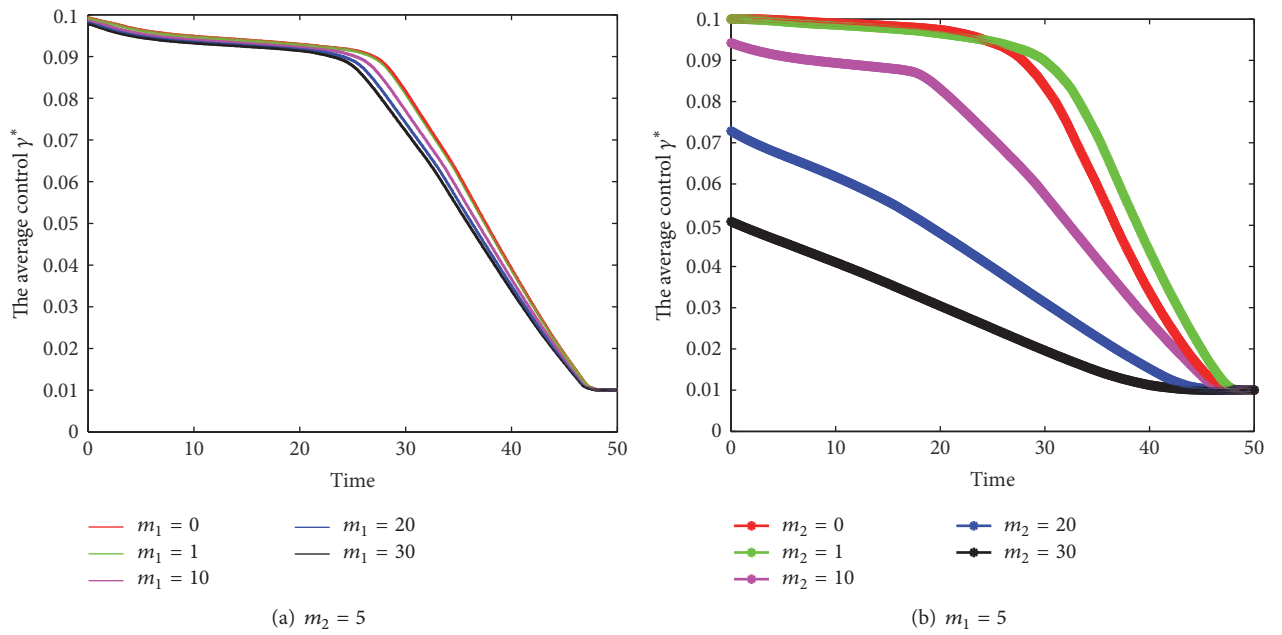 The average control γ*
0.1
0.09
0.08
0.07
0.06
0.05
0.04
0.03
0.02
0.01
0
0 10 20 30 40 50
Time
m1 = 0
m1 = 1
m1 = 10
m1 = 20
m1 = 30
(a) m2 = 5
The average control γ*
0.1
0.09
0.08
0.07
0.06
0.05
0.04
0.03
0.02
0.01
0
0 10 20 30 40 50
Time
m2 = 0
m2 = 1
m2 = 10
m2 = 20
m2 = 30
(b) m1 = 5